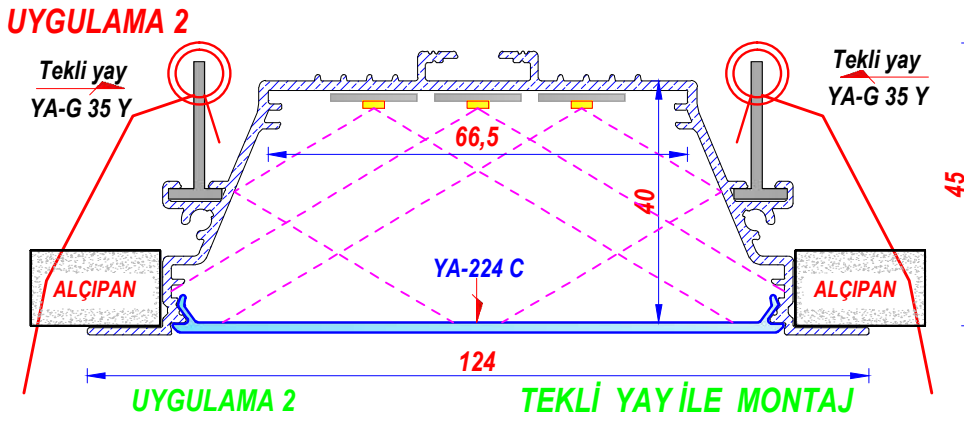 UYGULAMA 2
Tekli yay
YA-G 35 Y
Tekli yay
YA-G 35 Y
66,5
40
45
YA-224 C
ALÇIPAN
ALÇIPAN
124
UYGULAMA 2
TEKLİ YAY İLE MONTAJ